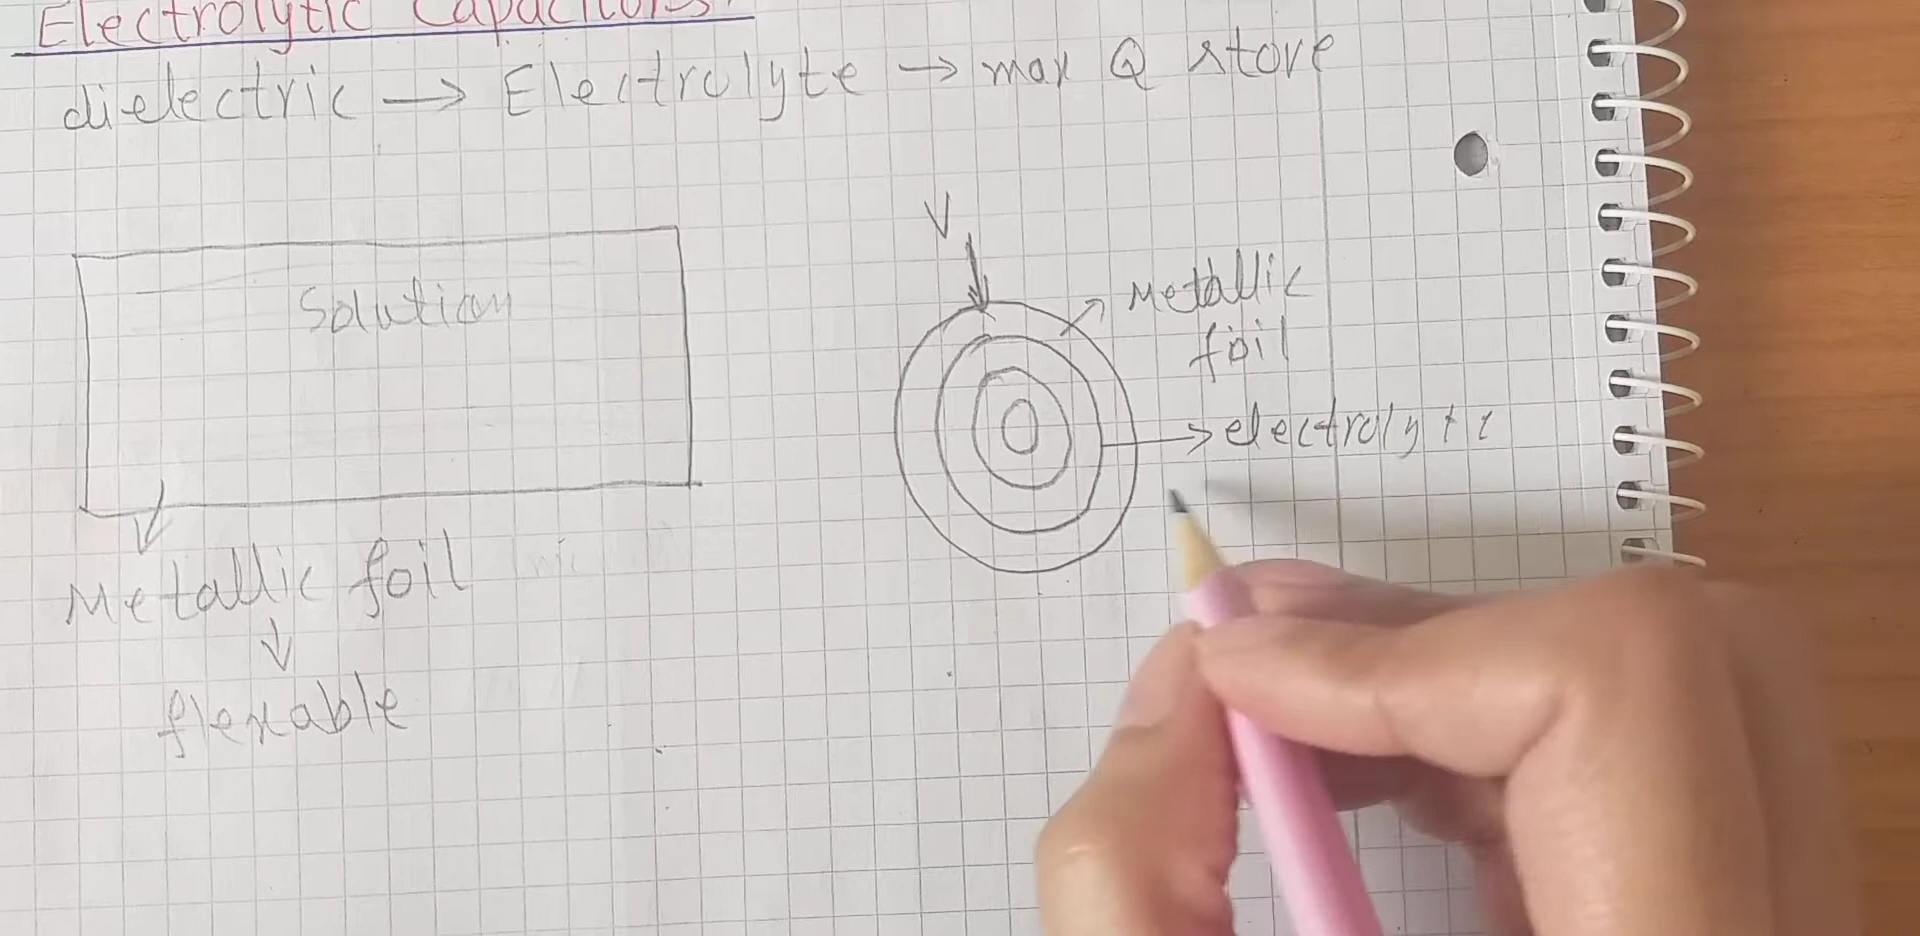 Electrolytic Capacitors:
dielectric → Electrolyte → max Q store
Solution
V
Metallic
foil
→ electrolyte
Metallic foil
↓
flexable